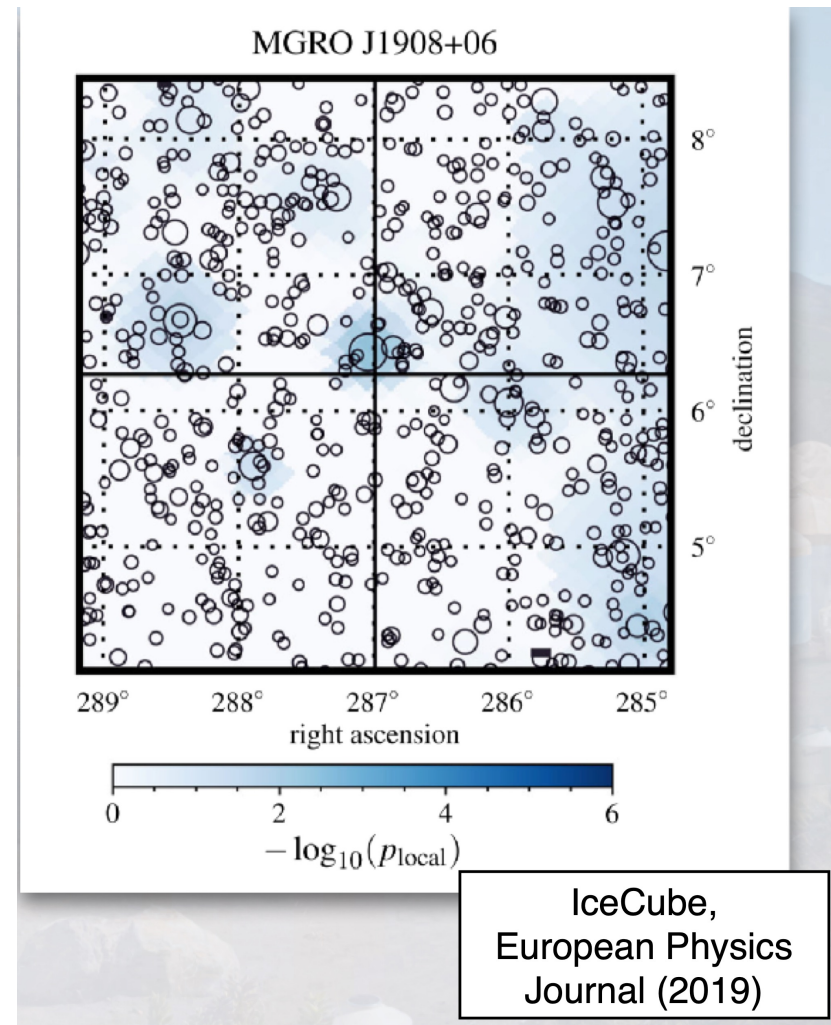 MGRO J1908+06
8°
7°
6°
5°
declination
289° 288° 287° 286° 285°
right ascension
0 2 4 6
− log₁₀(p_local)
IceCube,
European Physics
Journal (2019)